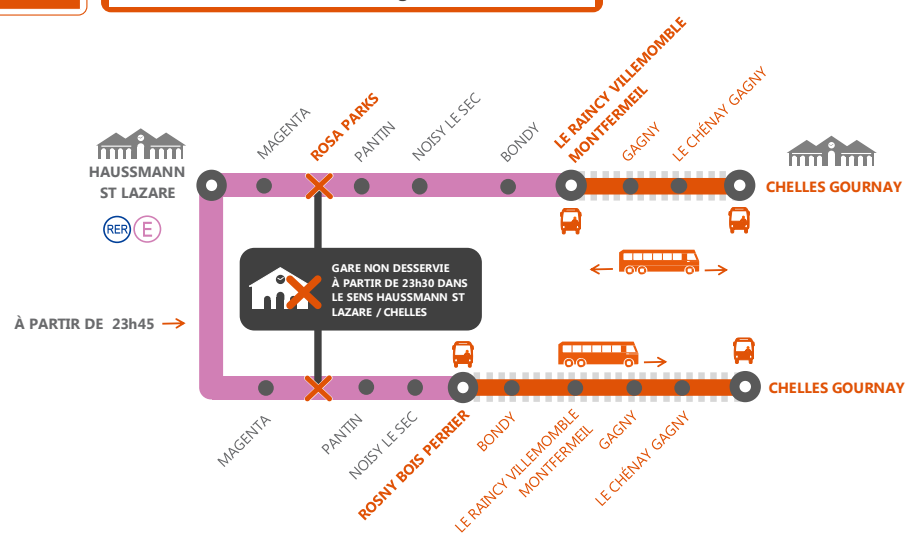 MAGENTA
ROSA PARKS
PANTIN
NOISY LE SEC
BONDY
LE RAINCY VILLEMOMBLE
MONTFERMEIL
GAGNY
LE CHÉNAY GAGNY
HAUSSMANN
ST LAZARE
CHELLES GOURNAY
RER E
GARE NON DESSERVIE
À PARTIR DE 23h30 DANS
LE SENS HAUSSMANN ST
LAZARE / CHELLES
À PARTIR DE 23h45
CHELLES GOURNAY
MAGENTA
PANTIN
NOISY LE SEC
ROSNY BOIS PERRIER
BONDY
LE RAINCY VILLEMOMBLE
MONTFERMEIL
GAGNY
LE CHÉNAY GAGNY